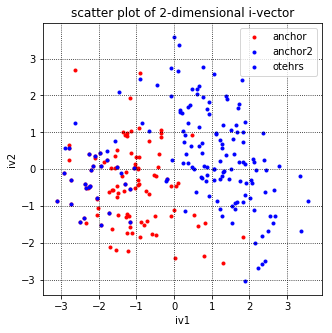 scatter plot of 2-dimensional i-vector
anchor
anchor2
otehrs
iv2
3
2
1
0
−1
−2
−3
−3 −2 −1 0 1 2 3
iv1